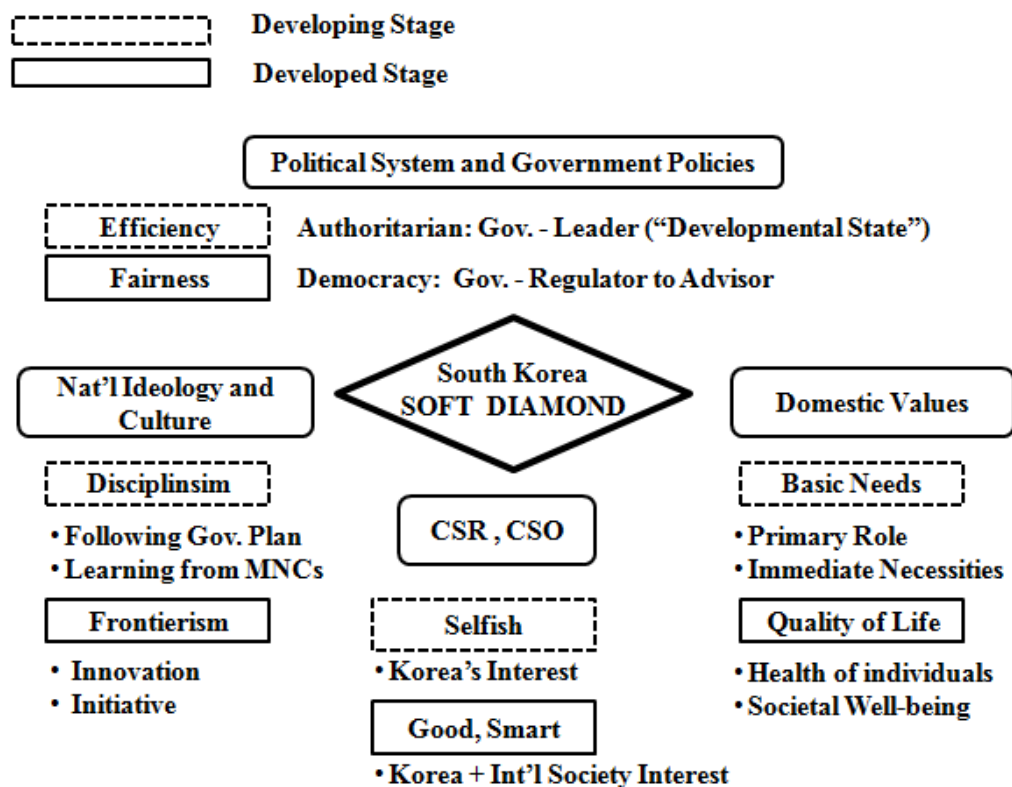 Developing Stage
Developed Stage
Political System and Government Policies
Efficiency
Authoritarian: Gov. - Leader (“Developmental State”)
Fairness
Democracy: Gov. - Regulator to Advisor
Nat’l Ideology and
Culture
South Korea
SOFT DIAMOND
Domestic Values
Disciplinsim
• Following Gov. Plan
• Learning from MNCs
Frontierism
• Innovation
• Initiative
CSR , CSO
Selfish
• Korea’s Interest
Good, Smart
• Korea + Int’l Society Interest
Basic Needs
• Primary Role
• Immediate Necessities
Quality of Life
• Health of individuals
• Societal Well-being